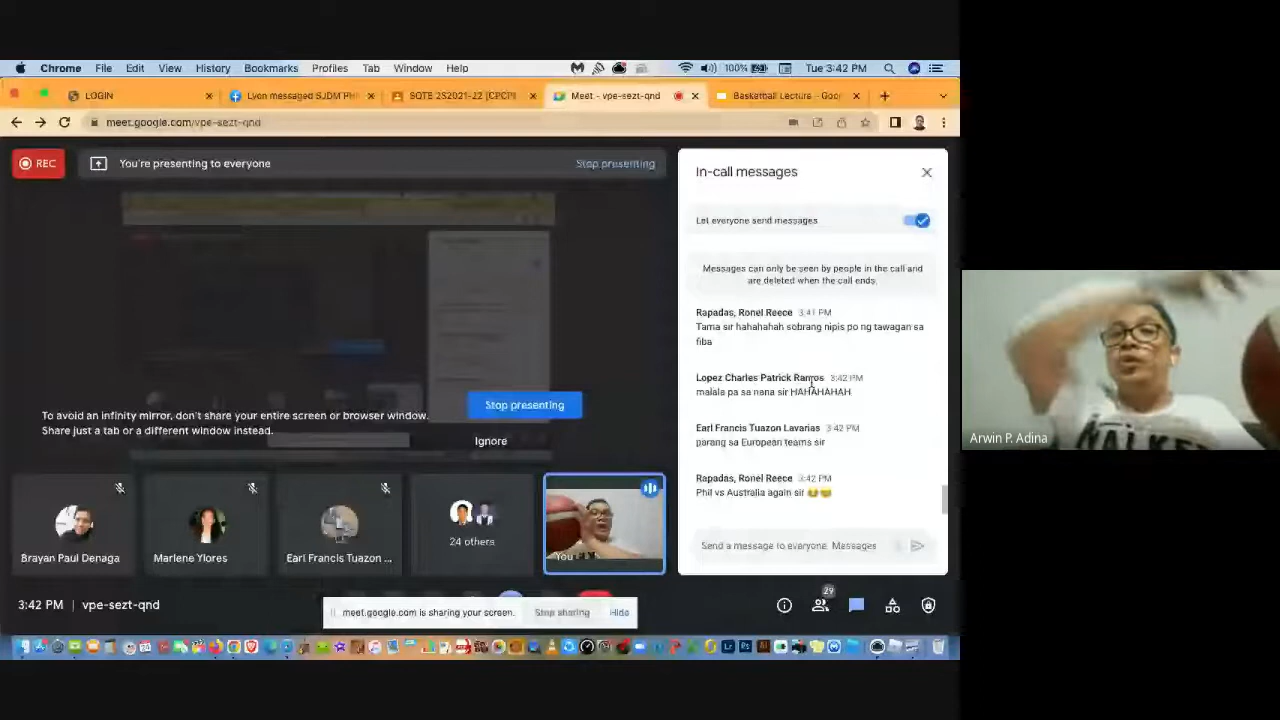 Chrome File Edit View History Bookmarks Profiles Tab Window Help 100% Tue 3:42 PM
LOGIN Lyon messaged SJDM PH SQTE 2S2021-22 (CPCP) Meet - vpe-sezt-qnd Basketball Lecture - Goo
meet.google.com/vpe-sezt-qnd
REC You're presenting to everyone Stop presenting
To avoid an infinity mirror, don't share your entire screen or browser window.
Share just a tab or a different window instead.
Stop presenting
Ignore
In-call messages
Let everyone send messages
Messages can only be seen by people in the call and
are deleted when the call ends.
Rapadas, Ronel Reece 3:41 PM
Tama sir hahahahah sobrang nipis po ng tawagan sa
fiba
Lopez Charles Patrick Ramos 3:42 PM
malala pa sa nana sir HAHAHAHAH
Earl Francis Tuazon Lavarias 3:42 PM
parang sa European teams sir
Rapadas, Ronel Reece 3:42 PM
Phil vs Australia again sir 😂🤝
Send a message to everyone. Messages
Brayan Paul Denaga
Marlene Ylores
Earl Francis Tuazon ...
24 others
You
Arwin P. Adina
WALKE
3:42 PM vpe-sezt-qnd
meet.google.com is sharing your screen. Stop sharing Hide
29